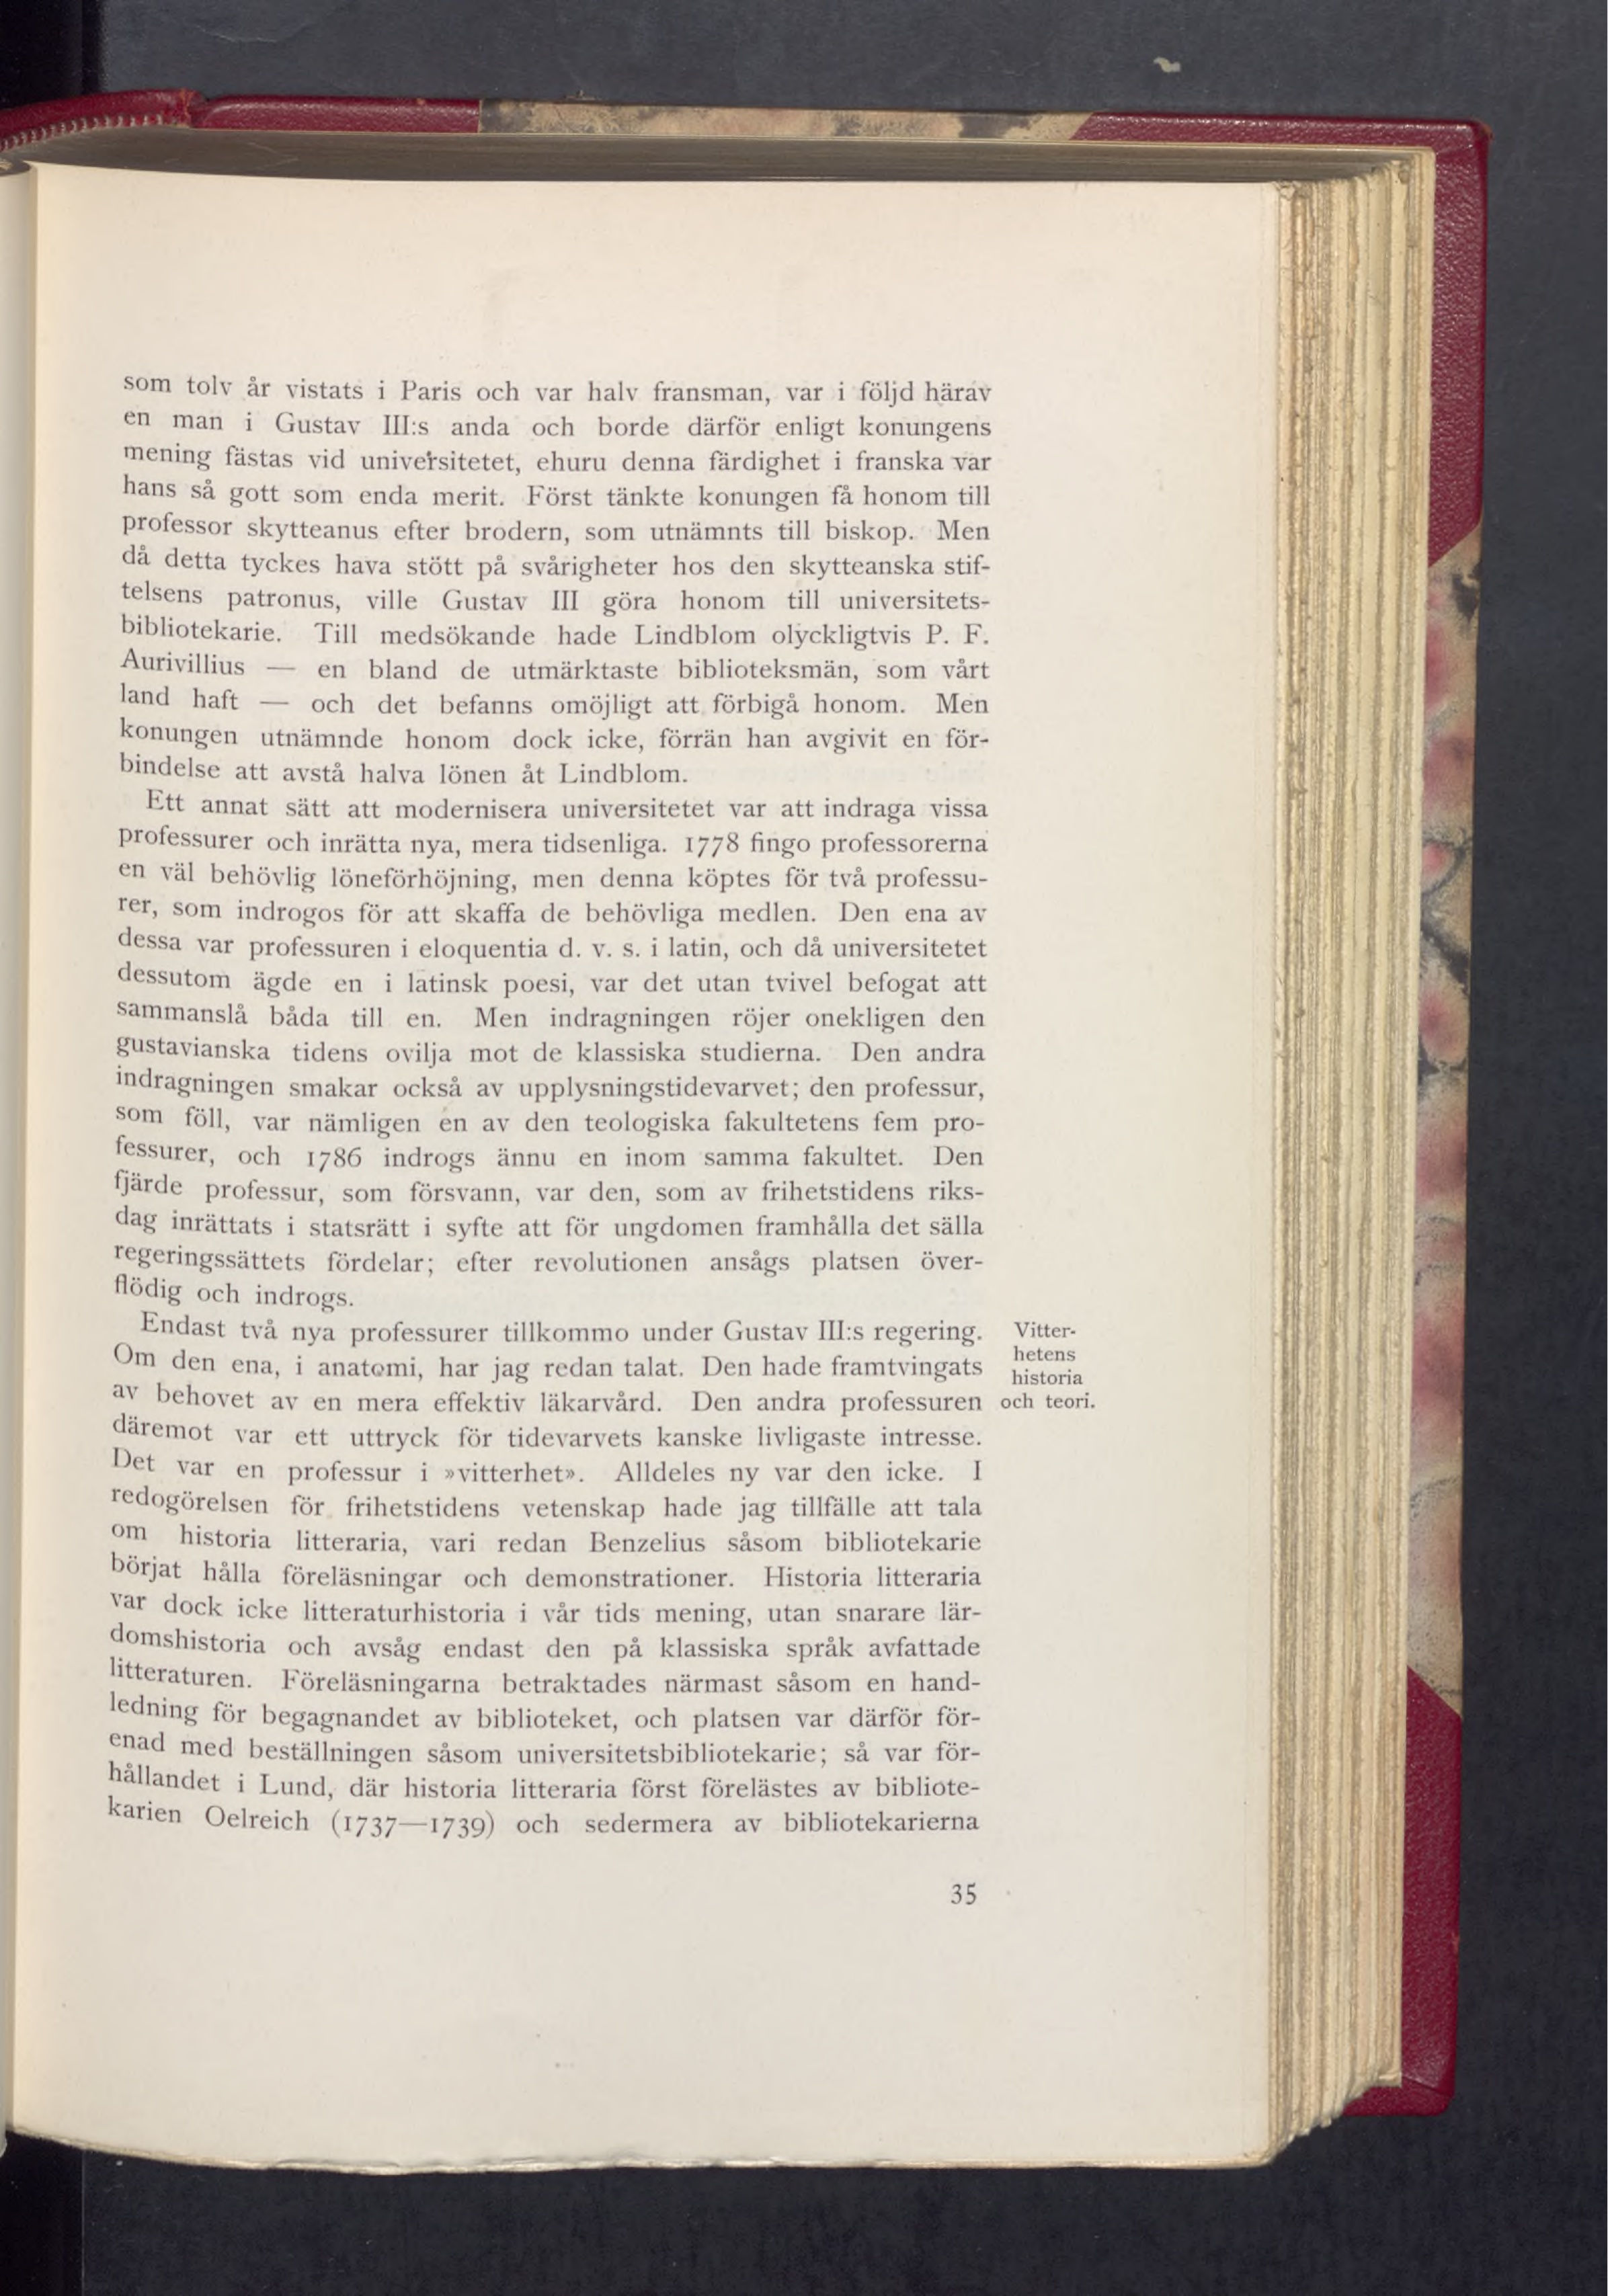 som tolv år vistats i Paris och var halv fransman, var i följd härav
en man i Gustav III:s anda och borde därför enligt konungens
mening fästas vid universitetet, ehuru denna färdighet i franska var
hans så gott som enda merit. Först tänkte konungen få honom till
professor skytteanus efter brodern, som utnämnts till biskop. Men
då detta tyckes hava stött på svårigheter hos den skytteanska stif-
telsens patronus, ville Gustav III göra honom till universitets-
bibliotekarie. Till medsökande hade Lindblom olyckligtvis P. F.
Aurivillius — en bland de utmärktaste biblioteksmän, som vårt
land haft — och det befanns omöjligt att förbigå honom. Men
konungen utnämnde honom dock icke, förrän han avgivit en för-
bindelse att avstå halva lönen åt Lindblom.
Ett annat sätt att modernisera universitetet var att indraga vissa
professurer och inrätta nya, mera tidsenliga. 1778 fingo professorerna
en väl behövlig löneförhöjning, men denna köptes för två professu-
rer, som indrogos för att skaffa de behövliga medlen. Den ena av
dessa var professuren i eloquentia d. v. s. i latin, och då universitetet
dessutom ägde en i latinsk poesi, var det utan tvivel befogat att
sammanslå båda till en. Men indragningen röjer onekligen den
gustavianska tidens ovilja mot de klassiska studierna. Den andra
indragningen smakar också av upplysningstidevarvet; den professur,
som föll, var nämligen en av den teologiska fakultetens fem pro-
fessurer, och 1786 indrogs ännu en inom samma fakultet. Den
fjärde professur, som försvann, var den, som av frihetstidens riks-
dag inrättats i statsrätt i syfte att för ungdomen framhålla det sälla
regeringssättets fördelar; efter revolutionen ansågs platsen över-
flödig och indrogs.
Endast två nya professurer tillkommo under Gustav III:s regering.
Om den ena, i anatomi, har jag redan talat. Den hade framtvingats
av behovet av en mera effektiv läkarvård. Den andra professuren
däremot var ett uttryck för tidevarvets kanske livligaste intresse.
Det var en professur i »vitterhet». Alldeles ny var den icke. I
redogörelsen för frihetstidens vetenskap hade jag tillfälle att tala
om historia litteraria, vari redan Benzelius såsom bibliotekarie
börjat hålla föreläsningar och demonstrationer. Historia litteraria
var dock icke litteraturhistoria i vår tids mening, utan snarare lär-
domshistoria och avsåg endast den på klassiska språk avfattade
litteraturen. Föreläsningarna betraktades närmast såsom en hand-
ledning för begagnandet av biblioteket, och platsen var därför för-
enad med beställningen såsom universitetsbibliotekarie; så var för-
hållandet i Lund, där historia litteraria först förelästes av bibliote-
karien Oelreich (1737—1739) och sedermera av bibliotekarierna
Vitter-
hetens
historia
och teori.
35